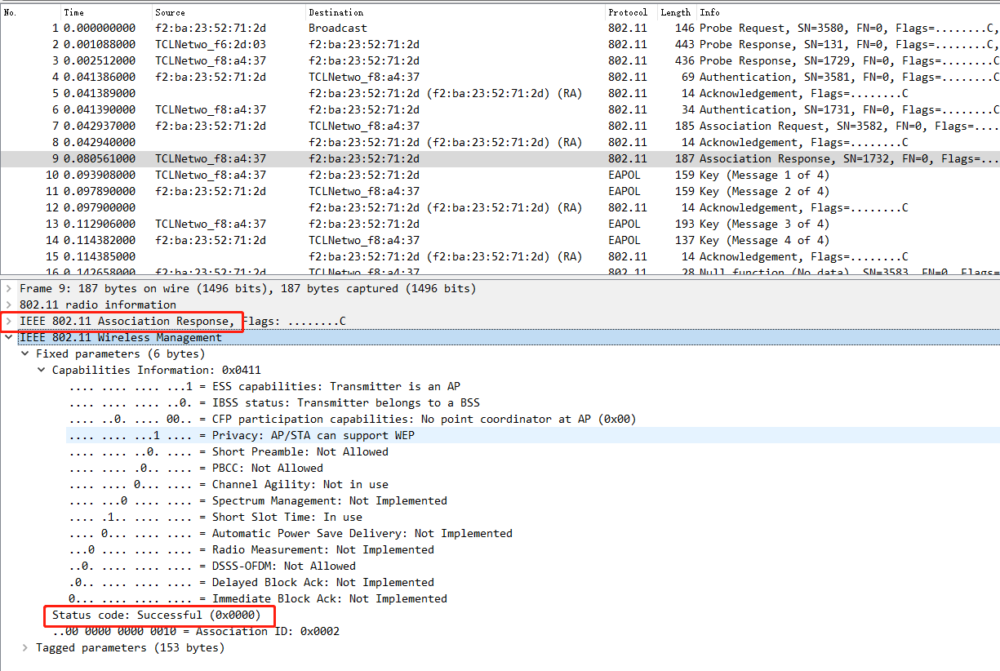 No. Time Source Destination Protocol Length Info
1 0.000000000 f2:ba:23:52:71:2d Broadcast 802.11 146 Probe Request, SN=3580, FN=0, Flags=........C,
2 0.001088000 TCLNetwo_f6:2d:03 f2:ba:23:52:71:2d 802.11 443 Probe Response, SN=131, FN=0, Flags=........C,
3 0.002512000 TCLNetwo_f8:a4:37 f2:ba:23:52:71:2d 802.11 436 Probe Response, SN=1729, FN=0, Flags=........C
4 0.041386000 f2:ba:23:52:71:2d TCLNetwo_f8:a4:37 802.11 69 Authentication, SN=3581, FN=0, Flags=........C
5 0.041389000 f2:ba:23:52:71:2d (f2:ba:23:52:71:2d) (RA) 802.11 14 Acknowledgement, Flags=........C
6 0.041390000 TCLNetwo_f8:a4:37 f2:ba:23:52:71:2d 802.11 34 Authentication, SN=1731, FN=0, Flags=........C
7 0.042937000 f2:ba:23:52:71:2d TCLNetwo_f8:a4:37 802.11 185 Association Request, SN=3582, FN=0, Flags=....
8 0.042940000 f2:ba:23:52:71:2d (f2:ba:23:52:71:2d) (RA) 802.11 14 Acknowledgement, Flags=........C
9 0.080561000 TCLNetwo_f8:a4:37 f2:ba:23:52:71:2d 802.11 187 Association Response, SN=1732, FN=0, Flags=...
10 0.093908000 TCLNetwo_f8:a4:37 f2:ba:23:52:71:2d EAPOL 159 Key (Message 1 of 4)
11 0.097890000 f2:ba:23:52:71:2d TCLNetwo_f8:a4:37 EAPOL 159 Key (Message 2 of 4)
12 0.097900000 f2:ba:23:52:71:2d (f2:ba:23:52:71:2d) (RA) 802.11 14 Acknowledgement, Flags=........C
13 0.112906000 TCLNetwo_f8:a4:37 f2:ba:23:52:71:2d EAPOL 193 Key (Message 3 of 4)
14 0.114382000 f2:ba:23:52:71:2d TCLNetwo_f8:a4:37 EAPOL 137 Key (Message 4 of 4)
15 0.114385000 f2:ba:23:52:71:2d (f2:ba:23:52:71:2d) (RA) 802.11 14 Acknowledgement, Flags=........C
16 0.142658000 f2:ba:23:52:71:2d TCLNetwo_f8:a4:37 802.11 28 Null function (No data), SN=3583, FN=0, Flags=
Frame 9: 187 bytes on wire (1496 bits), 187 bytes captured (1496 bits)
802.11 radio information
IEEE 802.11 Association Response, Flags: ........C
IEEE 802.11 Wireless Management
Fixed parameters (6 bytes)
Capabilities Information: 0x0411
.... .... .... ...1 = ESS capabilities: Transmitter is an AP
.... .... .... ..0. = IBSS status: Transmitter belongs to a BSS
.... ..0. .... 00.. = CFP participation capabilities: No point coordinator at AP (0x00)
.... .... ...1 .... = Privacy: AP/STA can support WEP
.... .... ..0. .... = Short Preamble: Not Allowed
.... .... .0.. .... = PBCC: Not Allowed
.... .... 0... .... = Channel Agility: Not in use
.... ...0 .... .... = Spectrum Management: Not Implemented
.... .1.. .... .... = Short Slot Time: In use
.... 0... .... .... = Automatic Power Save Delivery: Not Implemented
...0 .... .... .... = Radio Measurement: Not Implemented
..0. .... .... .... = DSSS-OFDM: Not Allowed
.0.. .... .... .... = Delayed Block Ack: Not Implemented
0... .... .... .... = Immediate Block Ack: Not Implemented
Status code: Successful (0x0000)
..00 0000 0000 0010 = Association ID: 0x0002
Tagged parameters (153 bytes)